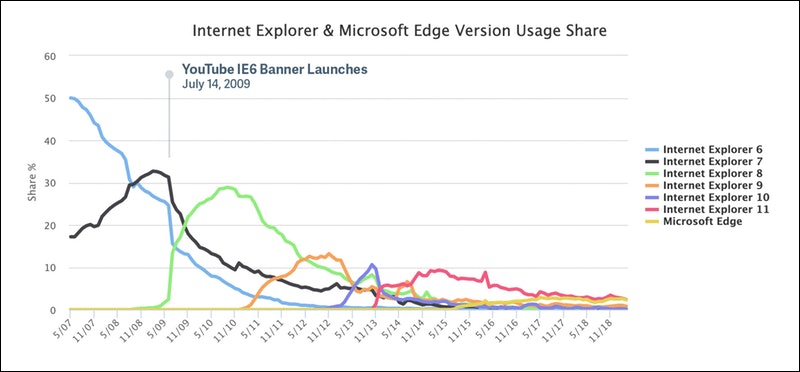 Internet Explorer & Microsoft Edge Version Usage Share
60
50
40
30
20
10
0
Share %
YouTube IE6 Banner Launches
July 14, 2009
5/07
11/07
5/08
11/08
5/09
11/09
5/10
11/10
5/11
11/11
5/12
11/12
5/13
11/13
5/14
11/14
5/15
11/15
5/16
11/16
5/17
11/17
5/18
11/18
Internet Explorer 6
Internet Explorer 7
Internet Explorer 8
Internet Explorer 9
Internet Explorer 10
Internet Explorer 11
Microsoft Edge